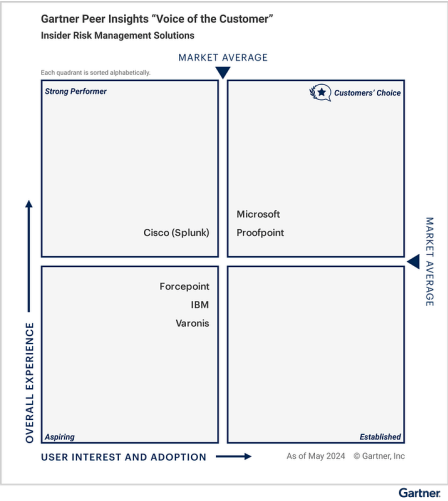 Gartner Peer Insights “Voice of the Customer”
Insider Risk Management Solutions
MARKET AVERAGE
Each quadrant is sorted alphabetically.
Strong Performer
Customers’ Choice
Microsoft
Cisco (Splunk)
Proofpoint
MARKET AVERAGE
Forcepoint
IBM
Varonis
OVERALL EXPERIENCE
Aspiring
Established
USER INTEREST AND ADOPTION
As of May 2024 © Gartner, Inc
Gartner